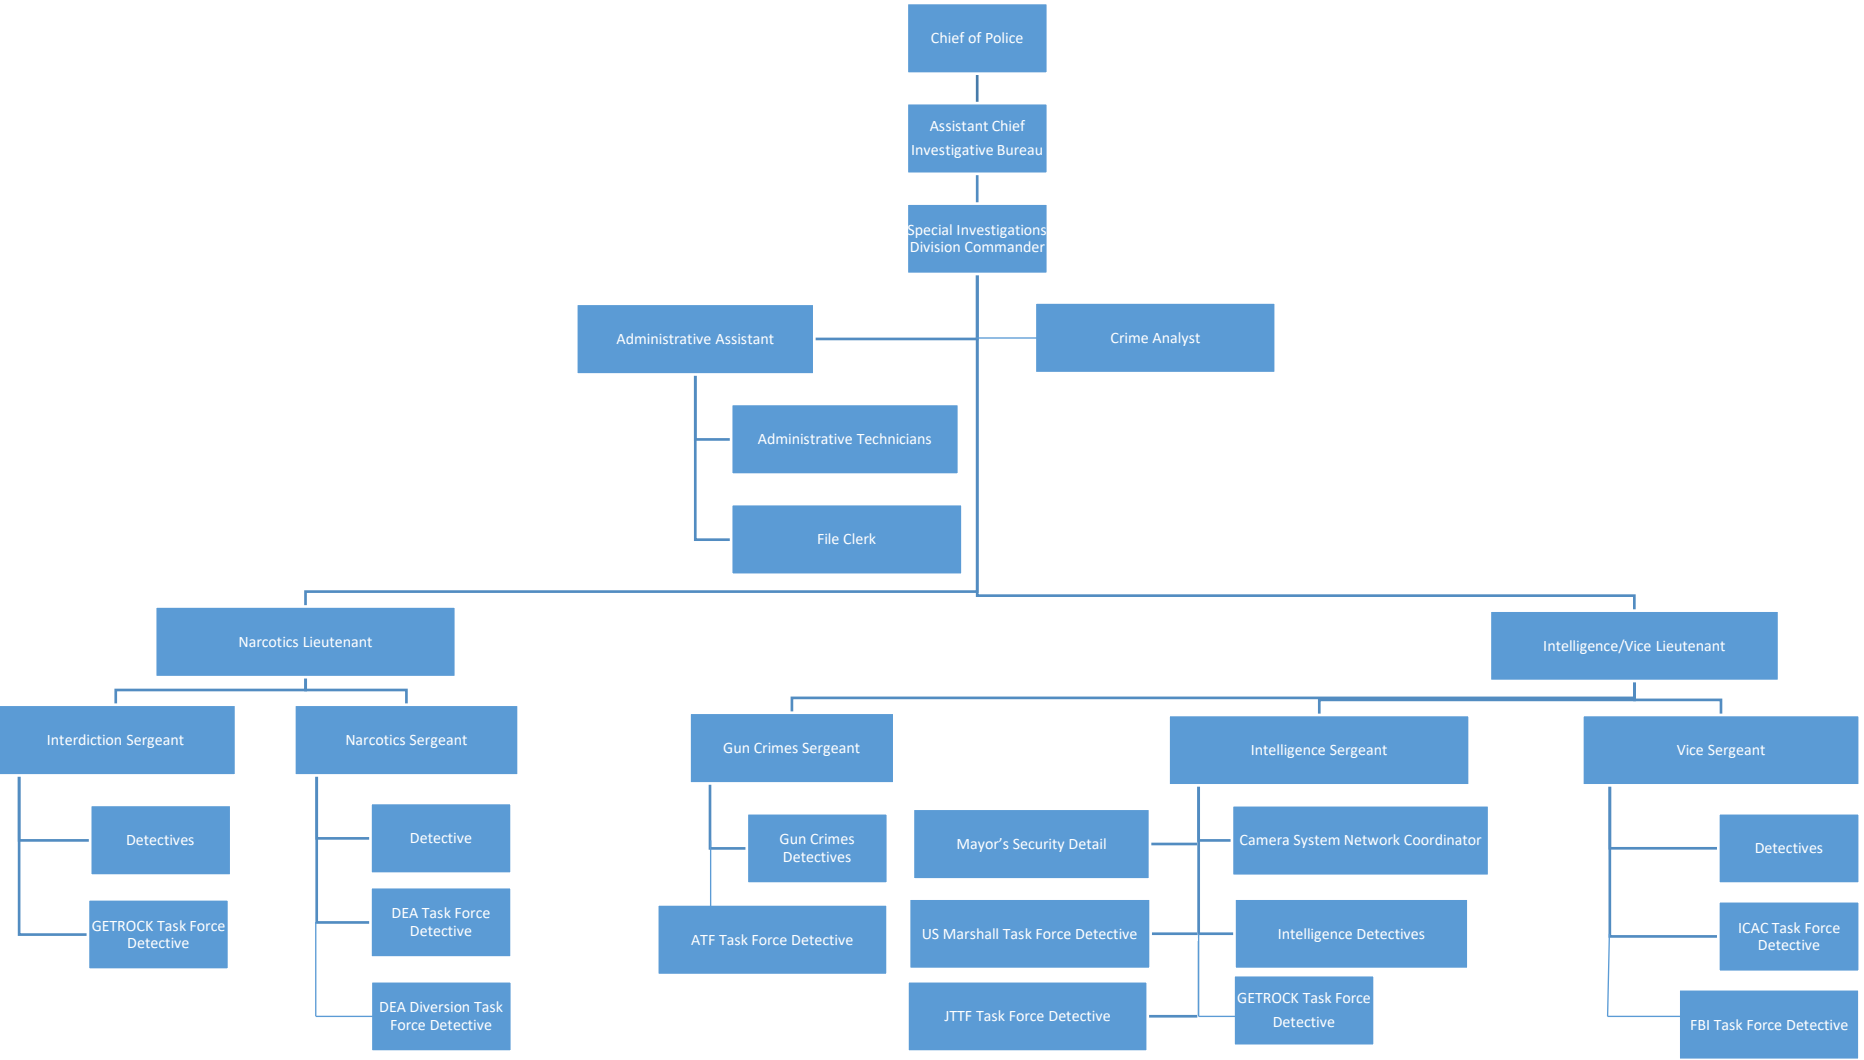 Chief of Police
Assistant Chief
Investigative Bureau
Special Investigations
Division Commander
Administrative Assistant
Crime Analyst
Administrative Technicians
File Clerk
Narcotics Lieutenant
Intelligence/Vice Lieutenant
Interdiction Sergeant
Narcotics Sergeant
Gun Crimes Sergeant
Intelligence Sergeant
Vice Sergeant
Detectives
Detective
Gun Crimes
Detectives
Mayor's Security Detail
Camera System Network Coordinator
Detectives
GETROCK Task Force
Detective
DEA Task Force
Detective
ATF Task Force Detective
US Marshall Task Force Detective
Intelligence Detectives
ICAC Task Force
Detective
DEA Diversion Task
Force Detective
JTTF Task Force Detective
GETROCK Task Force
Detective
FBI Task Force Detective